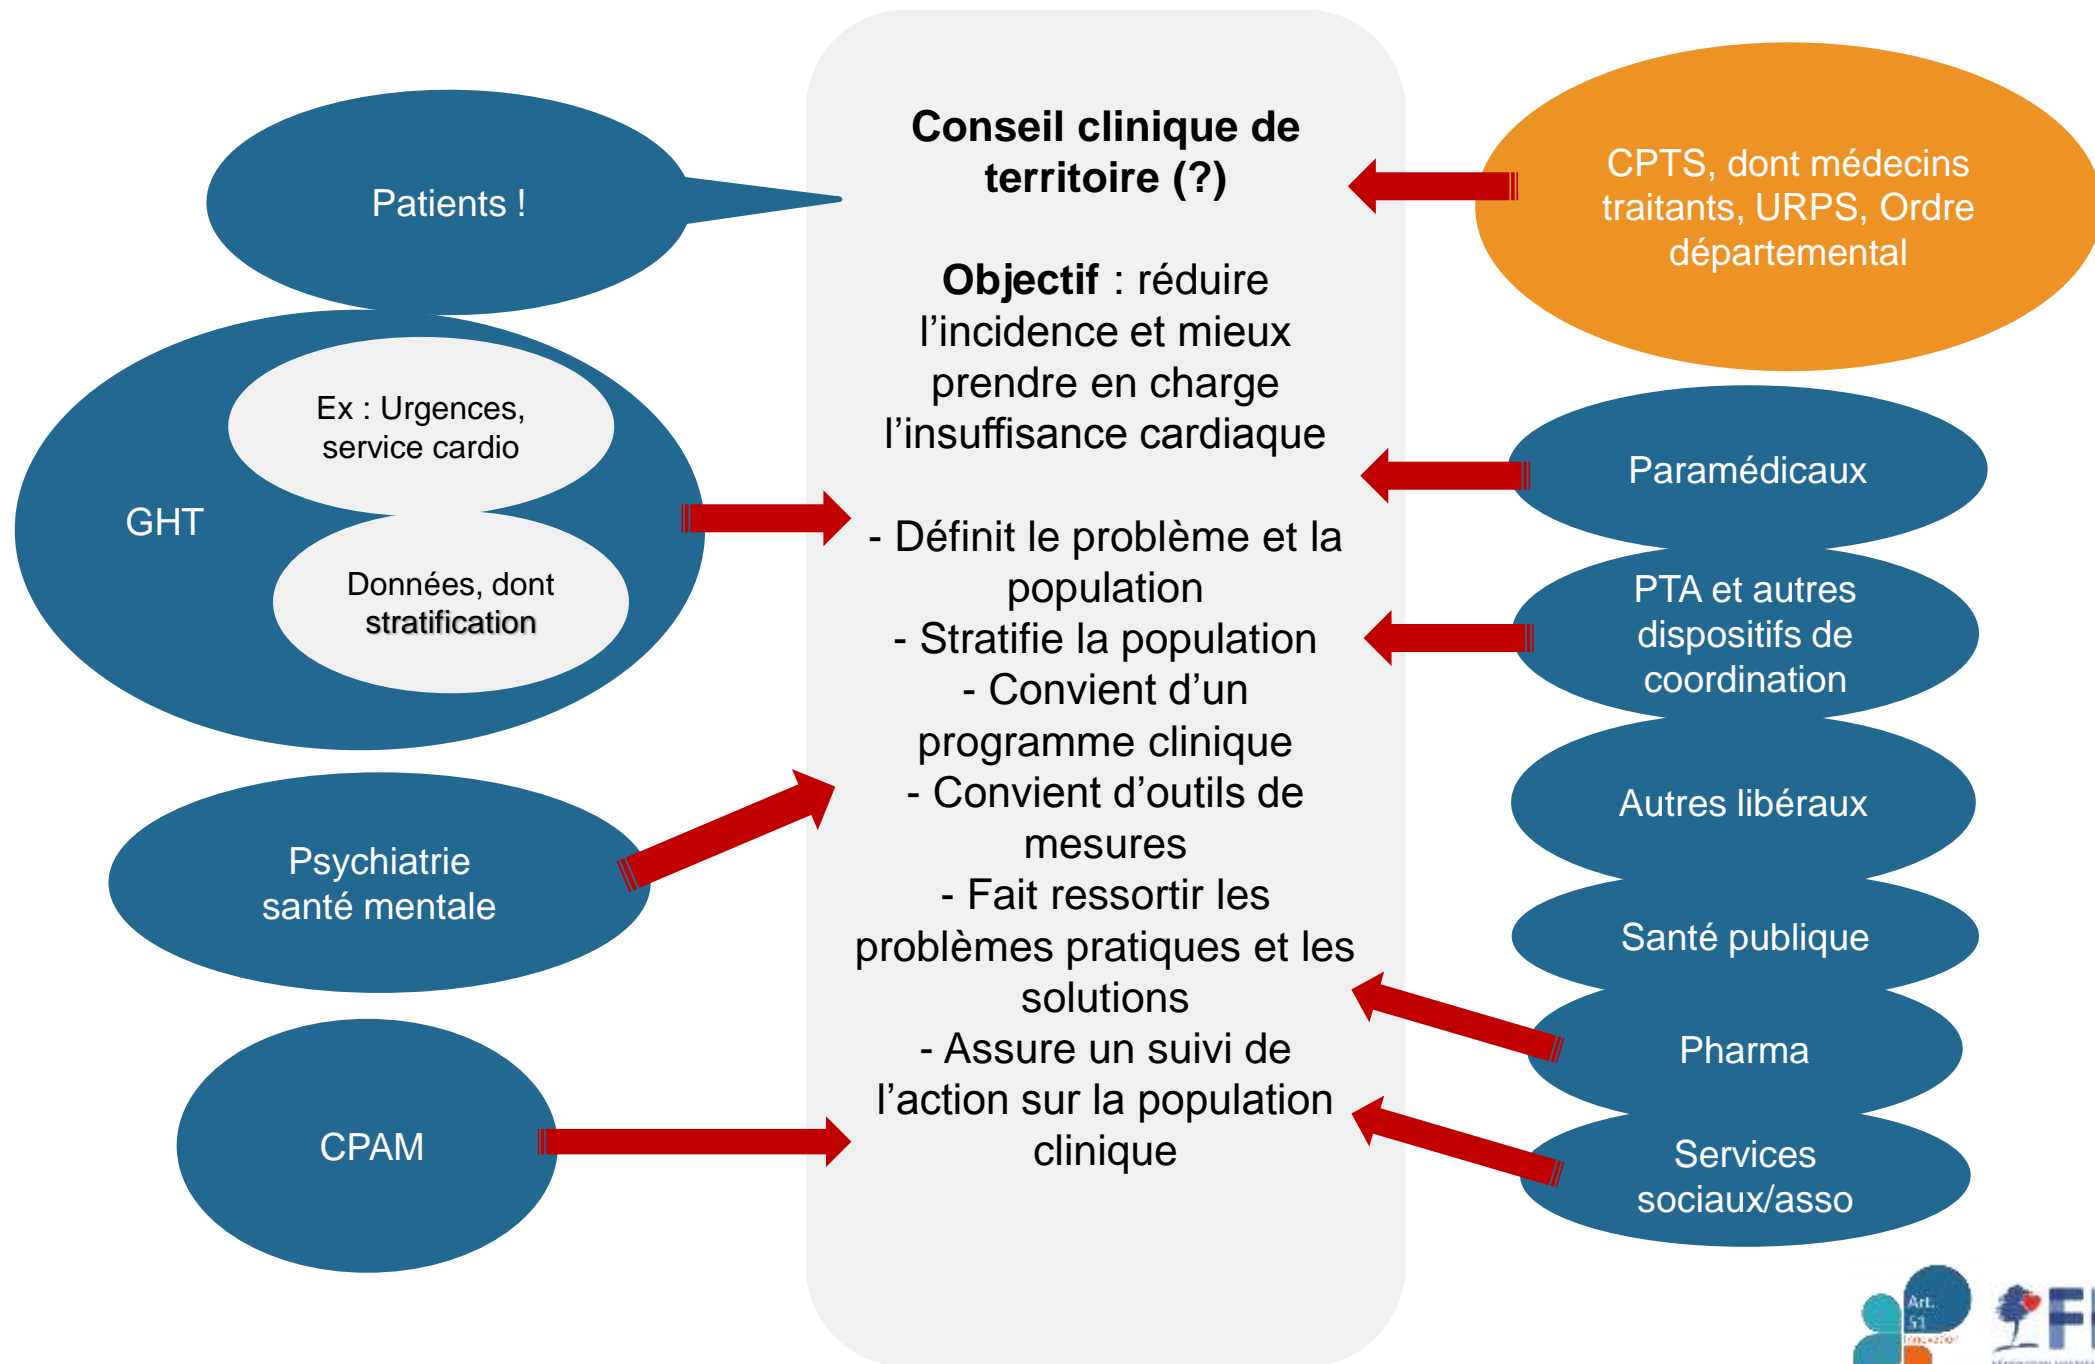 Patients !
Ex : Urgences,
service cardio
GHT
Données, dont
stratification
Psychiatrie
santé mentale
CPAM
Conseil clinique de
territoire (?)
Objectif : réduire
l’incidence et mieux
prendre en charge
l’insuffisance cardiaque
- Définit le problème et la
population
- Stratifie la population
- Convient d’un
programme clinique
- Convient d’outils de
mesures
- Fait ressortir les
problèmes pratiques et les
solutions
- Assure un suivi de
l’action sur la population
clinique
CPTS, dont médecins
traitants, URPS, Ordre
départemental
Paramédicaux
PTA et autres
dispositifs de
coordination
Autres libéraux
Santé publique
Pharma
Services
sociaux/asso
Art.
51
Innovation